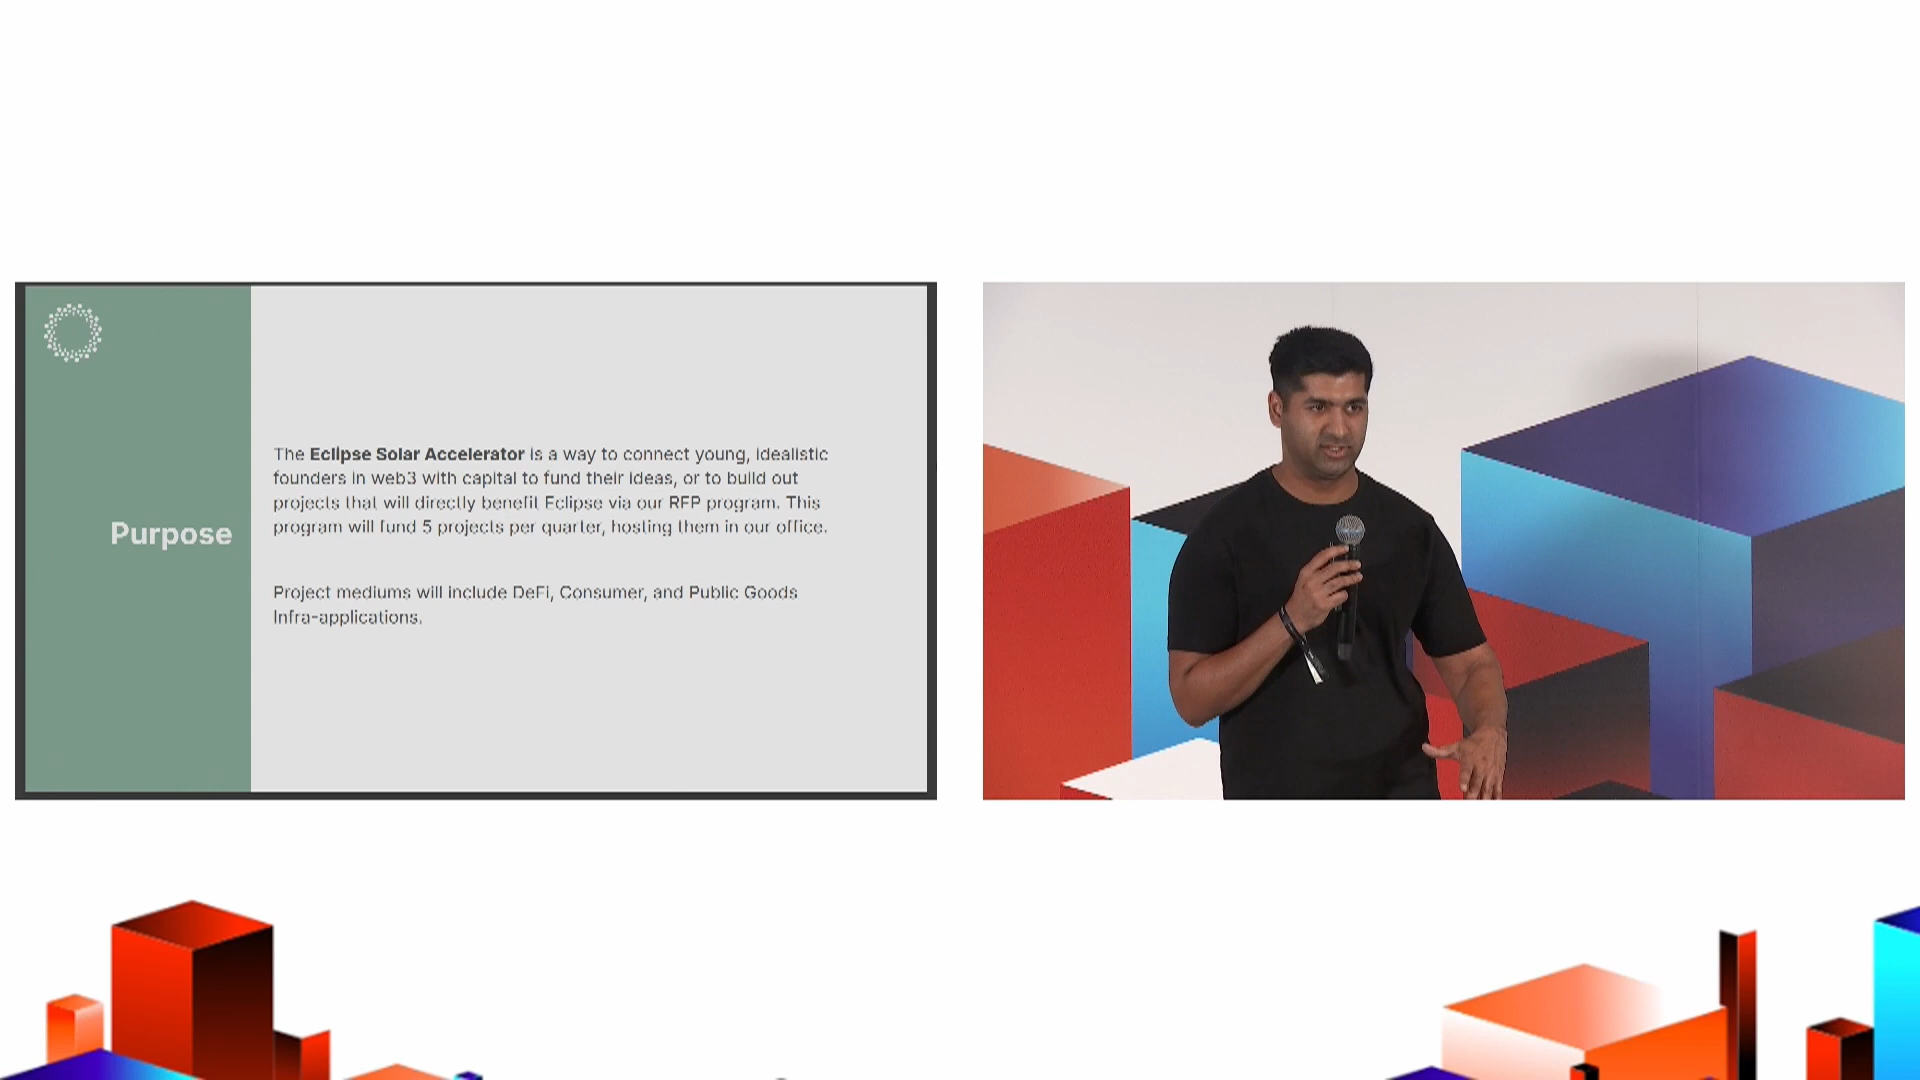 Purpose
The Eclipse Solar Accelerator is a way to connect young, idealistic
founders in web3 with capital to fund their ideas, or to build out
projects that will directly benefit Eclipse via our RFP program. This
program will fund 5 projects per quarter, hosting them in our office.
Project mediums will include DeFi, Consumer, and Public Goods
Infra-applications.